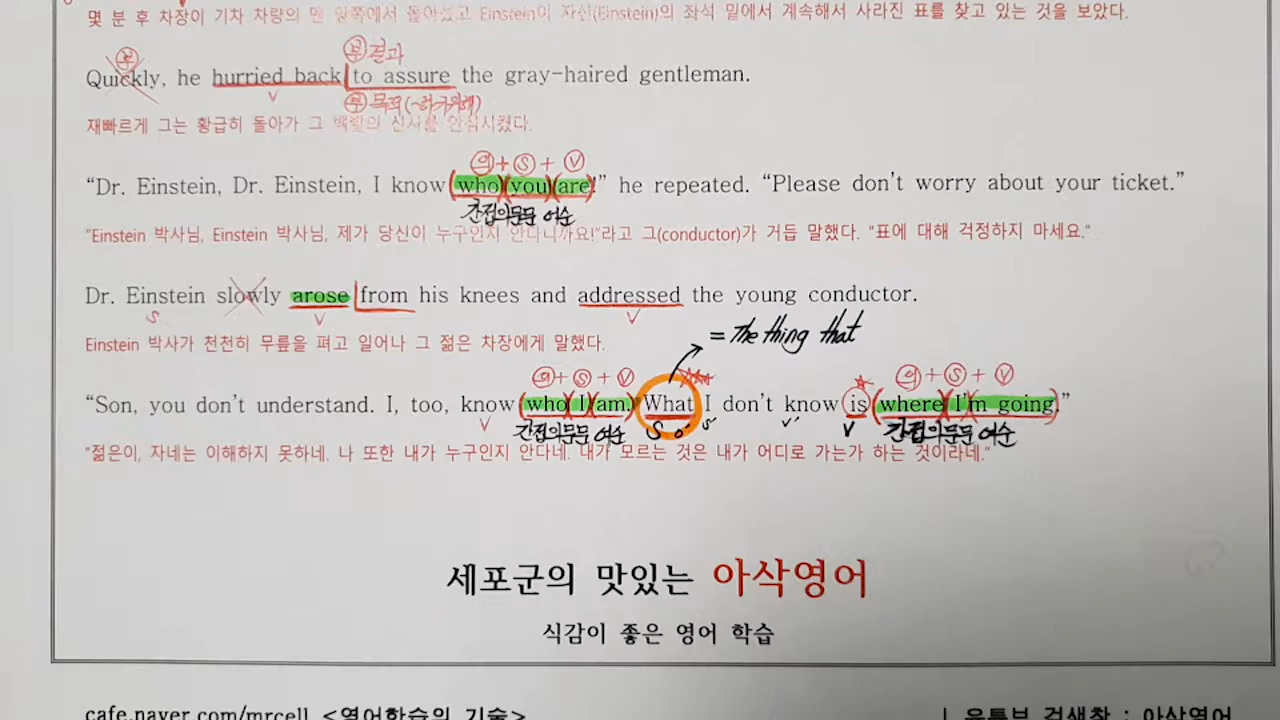 몇 분 후 차장이 기차 차량의 맨 앞쪽에서 돌아섰고 Einstein이 자신(Einstein)의 좌석 밑에서 계속해서 사라진 표를 찾고 있는 것을 보았다.
부 부 결과
Quickly, he hurried back to assure the gray-haired gentleman.
V 부 목적 (~하기 위해)
재빠르게 그는 황급히 돌아가 그 백발의 신사를 안심시켰다.
의 + S + V
“Dr. Einstein, Dr. Einstein, I know (who)(you)(are)!” he repeated. “Please don’t worry about your ticket.”
간접의문문 어순
"Einstein 박사님, Einstein 박사님, 제가 당신이 누구인지 안다니까요!"라고 그(conductor)가 거듭 말했다. "표에 대해 걱정하지 마세요."
Dr. Einstein slowly arose from his knees and addressed the young conductor.
S V V
Einstein 박사가 천천히 무릎을 펴고 일어나 그 젊은 차장에게 말했다.
= The thing that
의 + S + V 의 + S + V
“Son, you don’t understand. I, too, know (who)(I)(am.) What I don’t know is (where)(I’m going).”
V 간접의문문 어순 S O S' V' V 간접의문문 어순
"젊은이, 자네는 이해하지 못하네. 나 또한 내가 누구인지 안다네. 내가 모르는 것은 내가 어디로 가는가 하는 것이라네."
세포군의 맛있는 아삭영어
식감이 좋은 영어 학습
cafe.naver.com/mrcell <영어학습의 기술> | 유튜브 검색창 : 아삭영어